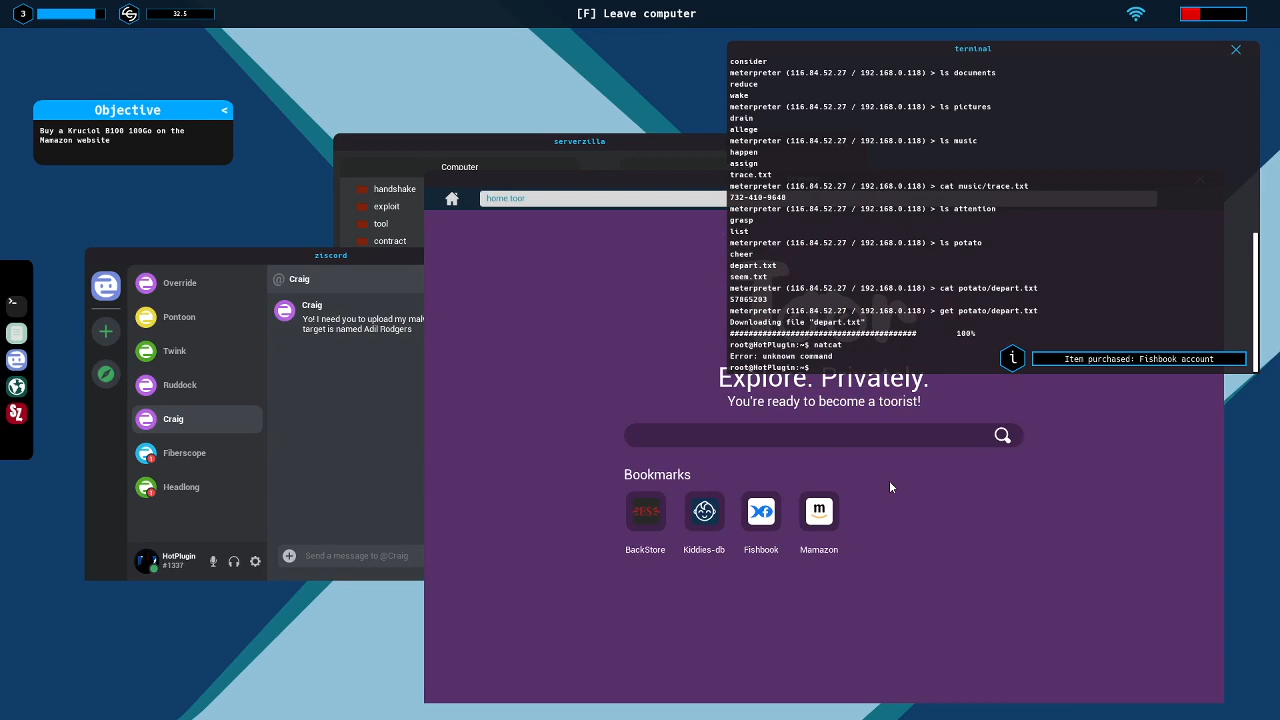 3
32.5
[F] Leave computer
Objective
<
Buy a Kruciol B100 100Go on the
Mamazon website
serverzilla
Computer
handshake
exploit
tool
contract
home toor
ziscord
Override
Pontoon
Twink
Ruddock
Craig
Fiberscope
Headlong
HotPlugin
#1337
@ Craig
Craig
Yo! I need you to upload my mal
target is named Adil Rodgers
Send a message to @Craig
terminal
consider
meterpreter (116.84.52.27 / 192.168.0.118) > ls documents
reduce
wake
meterpreter (116.84.52.27 / 192.168.0.118) > ls pictures
drain
allege
meterpreter (116.84.52.27 / 192.168.0.118) > ls music
happen
assign
trace.txt
meterpreter (116.84.52.27 / 192.168.0.118) > cat music/trace.txt
732-410-9640
meterpreter (116.84.52.27 / 192.168.0.118) > ls attention
grasp
list
meterpreter (116.84.52.27 / 192.168.0.118) > ls potato
cheer
depart.txt
seem.txt
meterpreter (116.84.52.27 / 192.168.0.118) > cat potato/depart.txt
57865203
meterpreter (116.84.52.27 / 192.168.0.118) > get potato/depart.txt
Downloading file "depart.txt"
######################################## 100%
root@HotPlugin:~$ natcat
Error: unknown command
root@HotPlugin:~$
Item purchased: Fishbook account
Explore. Privately.
You're ready to become a toorist!
Bookmarks
BackStore
Kiddies-db
Fishbook
Mamazon